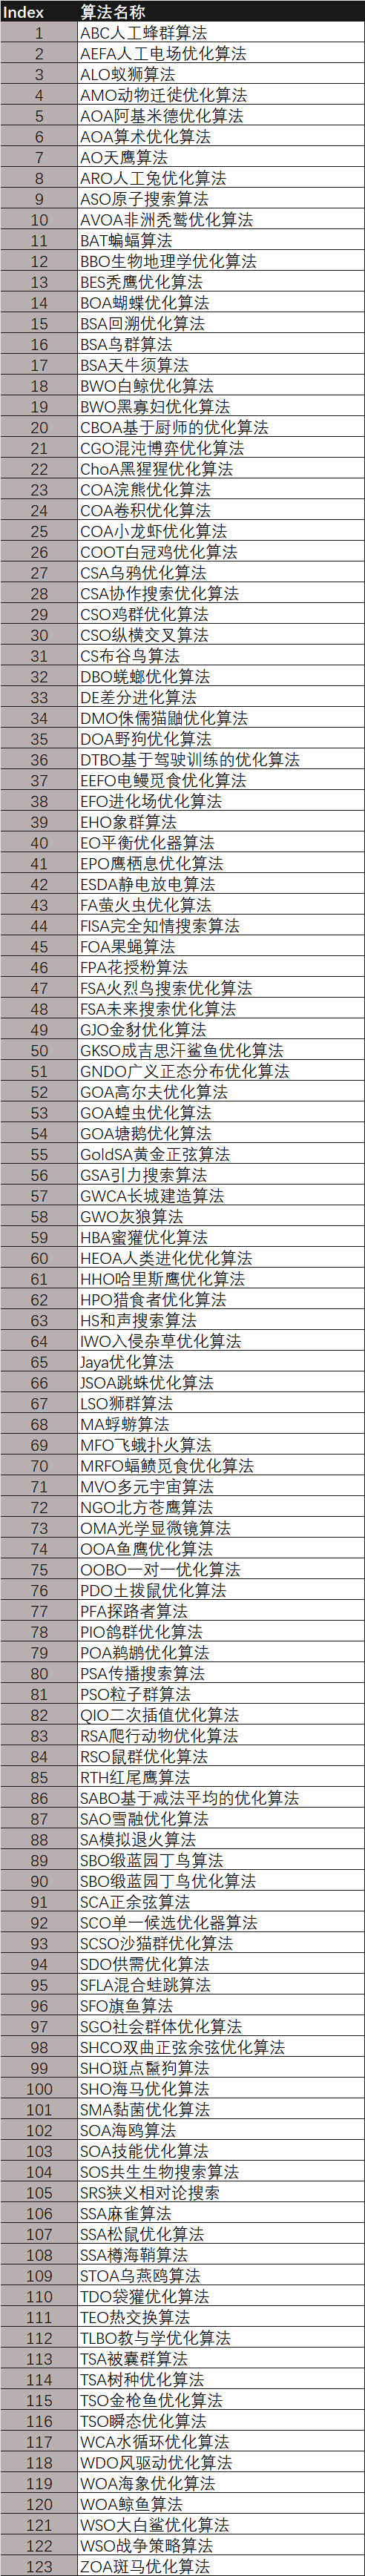 Index 算法名称
1 ABC人工蜂群算法
2 AEFA人工电场优化算法
3 ALO蚁狮算法
4 AMO动物迁徙优化算法
5 AOA阿基米德优化算法
6 AOA算术优化算法
7 AO天鹰算法
8 ARO人工兔优化算法
9 ASO原子搜索算法
10 AVOA非洲秃鹫优化算法
11 BAT蝙蝠算法
12 BBO生物地理学优化算法
13 BES秃鹰优化算法
14 BOA蝴蝶优化算法
15 BSA回溯优化算法
16 BSA鸟群算法
17 BSA天牛须算法
18 BWO白鲸优化算法
19 BWO黑寡妇优化算法
20 CBOA基于厨师的优化算法
21 CGO混沌博弈优化算法
22 ChoA黑猩猩优化算法
23 COA浣熊优化算法
24 COA卷积优化算法
25 COA小龙虾优化算法
26 COOT白冠鸡优化算法
27 CSA乌鸦优化算法
28 CSA协作搜索优化算法
29 CSO鸡群优化算法
30 CSO纵横交叉算法
31 CS布谷鸟算法
32 DBO蜣螂优化算法
33 DE差分进化算法
34 DMO侏儒猫鼬优化算法
35 DOA野狗优化算法
36 DTBO基于驾驶训练的优化算法
37 EEFO电鳗觅食优化算法
38 EFO进化场优化算法
39 EHO象群算法
40 EO平衡优化器算法
41 EPO鹰栖息优化算法
42 ESDA静电放电算法
43 FA萤火虫优化算法
44 FISA完全知情搜索算法
45 FOA果蝇算法
46 FPA花授粉算法
47 FSA火烈鸟搜索优化算法
48 FSA未来搜索优化算法
49 GJO金豺优化算法
50 GKSO成吉思汗鲨鱼优化算法
51 GNDO广义正态分布优化算法
52 GOA高尔夫优化算法
53 GOA蝗虫优化算法
54 GOA塘鹅优化算法
55 GoldSA黄金正弦算法
56 GSA引力搜索算法
57 GWCA长城建造算法
58 GWO灰狼算法
59 HBA蜜獾优化算法
60 HEOA人类进化优化算法
61 HHO哈里斯鹰优化算法
62 HPO猎食者优化算法
63 HS和声搜索算法
64 IWO入侵杂草优化算法
65 Jaya优化算法
66 JSOA跳蛛优化算法
67 LSO狮群算法
68 MA蜉蝣算法
69 MFO飞蛾扑火算法
70 MRFO蝠鲼觅食优化算法
71 MVO多元宇宙算法
72 NGO北方苍鹰算法
73 OMA光学显微镜算法
74 OOA鱼鹰优化算法
75 OOBO一对一优化算法
76 PDO土拨鼠优化算法
77 PFA探路者算法
78 PIO鸽群优化算法
79 POA鹈鹕优化算法
80 PSA传播搜索算法
81 PSO粒子群算法
82 QIO二次插值优化算法
83 RSA爬行动物优化算法
84 RSO鼠群优化算法
85 RTH红尾鹰算法
86 SABO基于减法平均的优化算法
87 SAO雪融优化算法
88 SA模拟退火算法
89 SBO缎蓝园丁鸟算法
90 SBO缎蓝园丁鸟优化算法
91 SCA正余弦算法
92 SCO单一候选优化器算法
93 SCSO沙猫群优化算法
94 SDO供需优化算法
95 SFLA混合蛙跳算法
96 SFO旗鱼算法
97 SGO社会群体优化算法
98 SHCO双曲正弦余弦优化算法
99 SHO斑点鬣狗算法
100 SHO海马优化算法
101 SMA黏菌优化算法
102 SOA海鸥算法
103 SOA技能优化算法
104 SOS共生生物搜索算法
105 SRS狭义相对论搜索
106 SSA麻雀算法
107 SSA松鼠优化算法
108 SSA樽海鞘算法
109 STOA乌燕鸥算法
110 TDO袋獾优化算法
111 TEO热交换算法
112 TLBO教与学优化算法
113 TSA被囊群算法
114 TSA树种优化算法
115 TSO金枪鱼优化算法
116 TSO瞬态优化算法
117 WCA水循环优化算法
118 WDO风驱动优化算法
119 WOA海象优化算法
120 WOA鲸鱼算法
121 WSO大白鲨优化算法
122 WSO战争策略算法
123 ZOA斑马优化算法